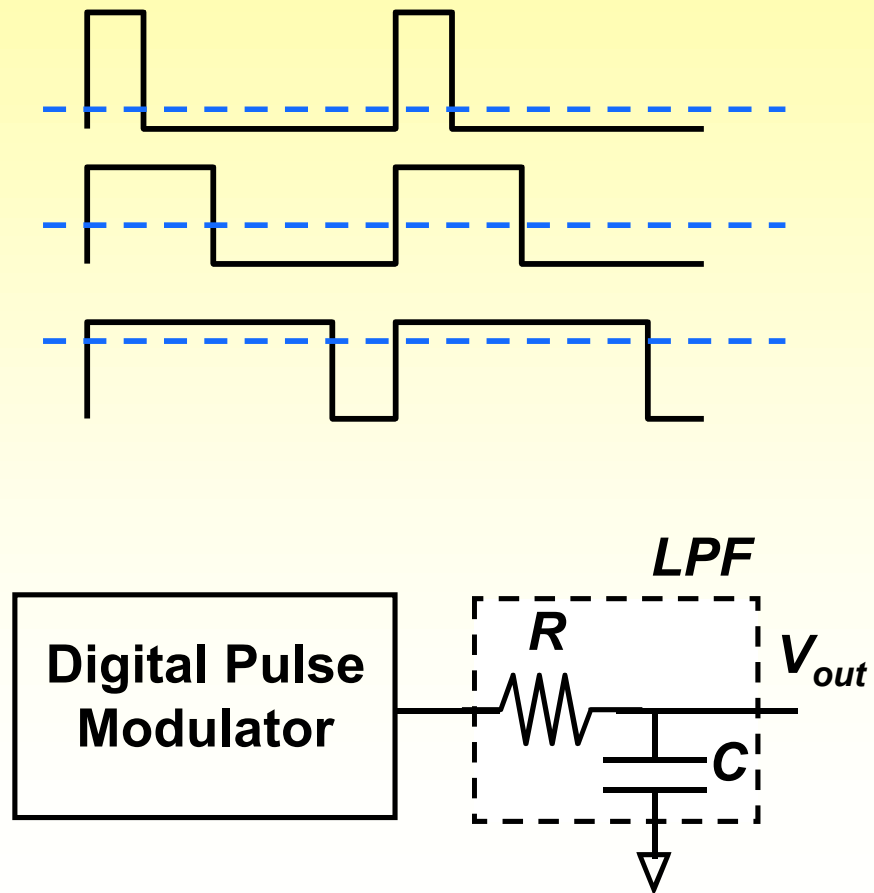 LPF
Digital Pulse
Modulator
R
V_out
C